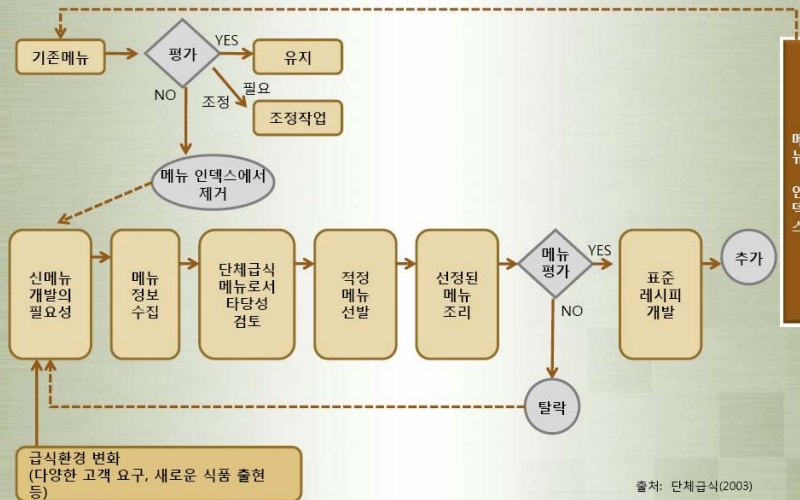 기존메뉴
평가
YES
유지
NO
조정
필요
조정작업
메뉴 인덱스에서
제거
메
뉴
인
덱
스
신메뉴
개발의
필요성
메뉴
정보
수집
단체급식
메뉴로서
타당성
검토
적정
메뉴
선발
선정된
메뉴
조리
메뉴
평가
YES
NO
표준
레시피
개발
추가
탈락
급식환경 변화
(다양한 고객 요구, 새로운 식품 출현
등)
출처: 단체급식(2003)